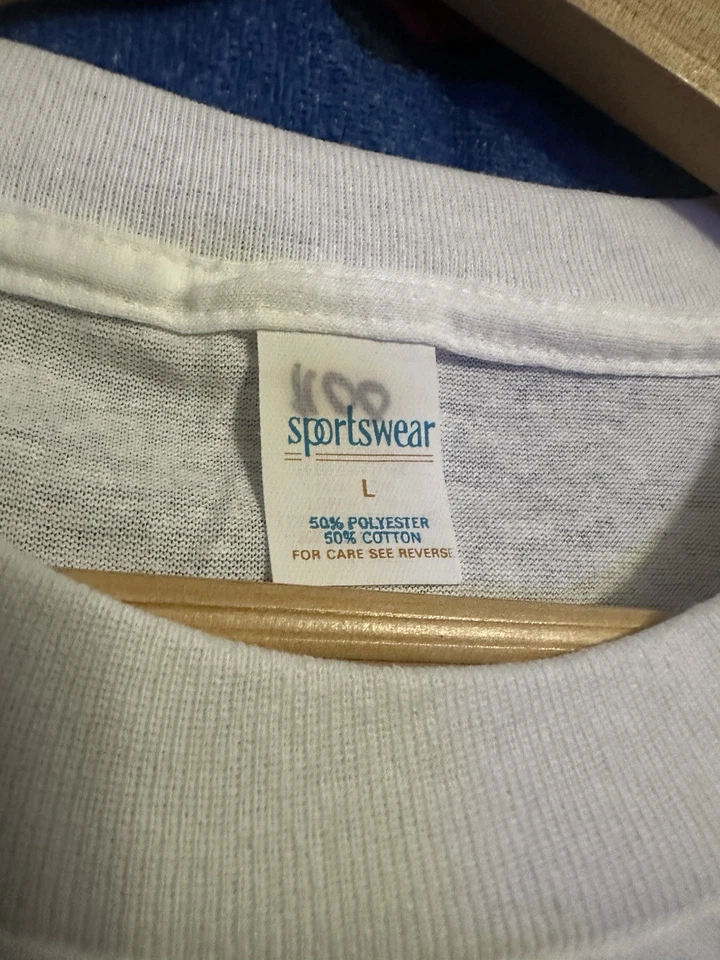 sportswear
L
50% POLYESTER
50% COTTON
FOR CARE SEE REVERSE